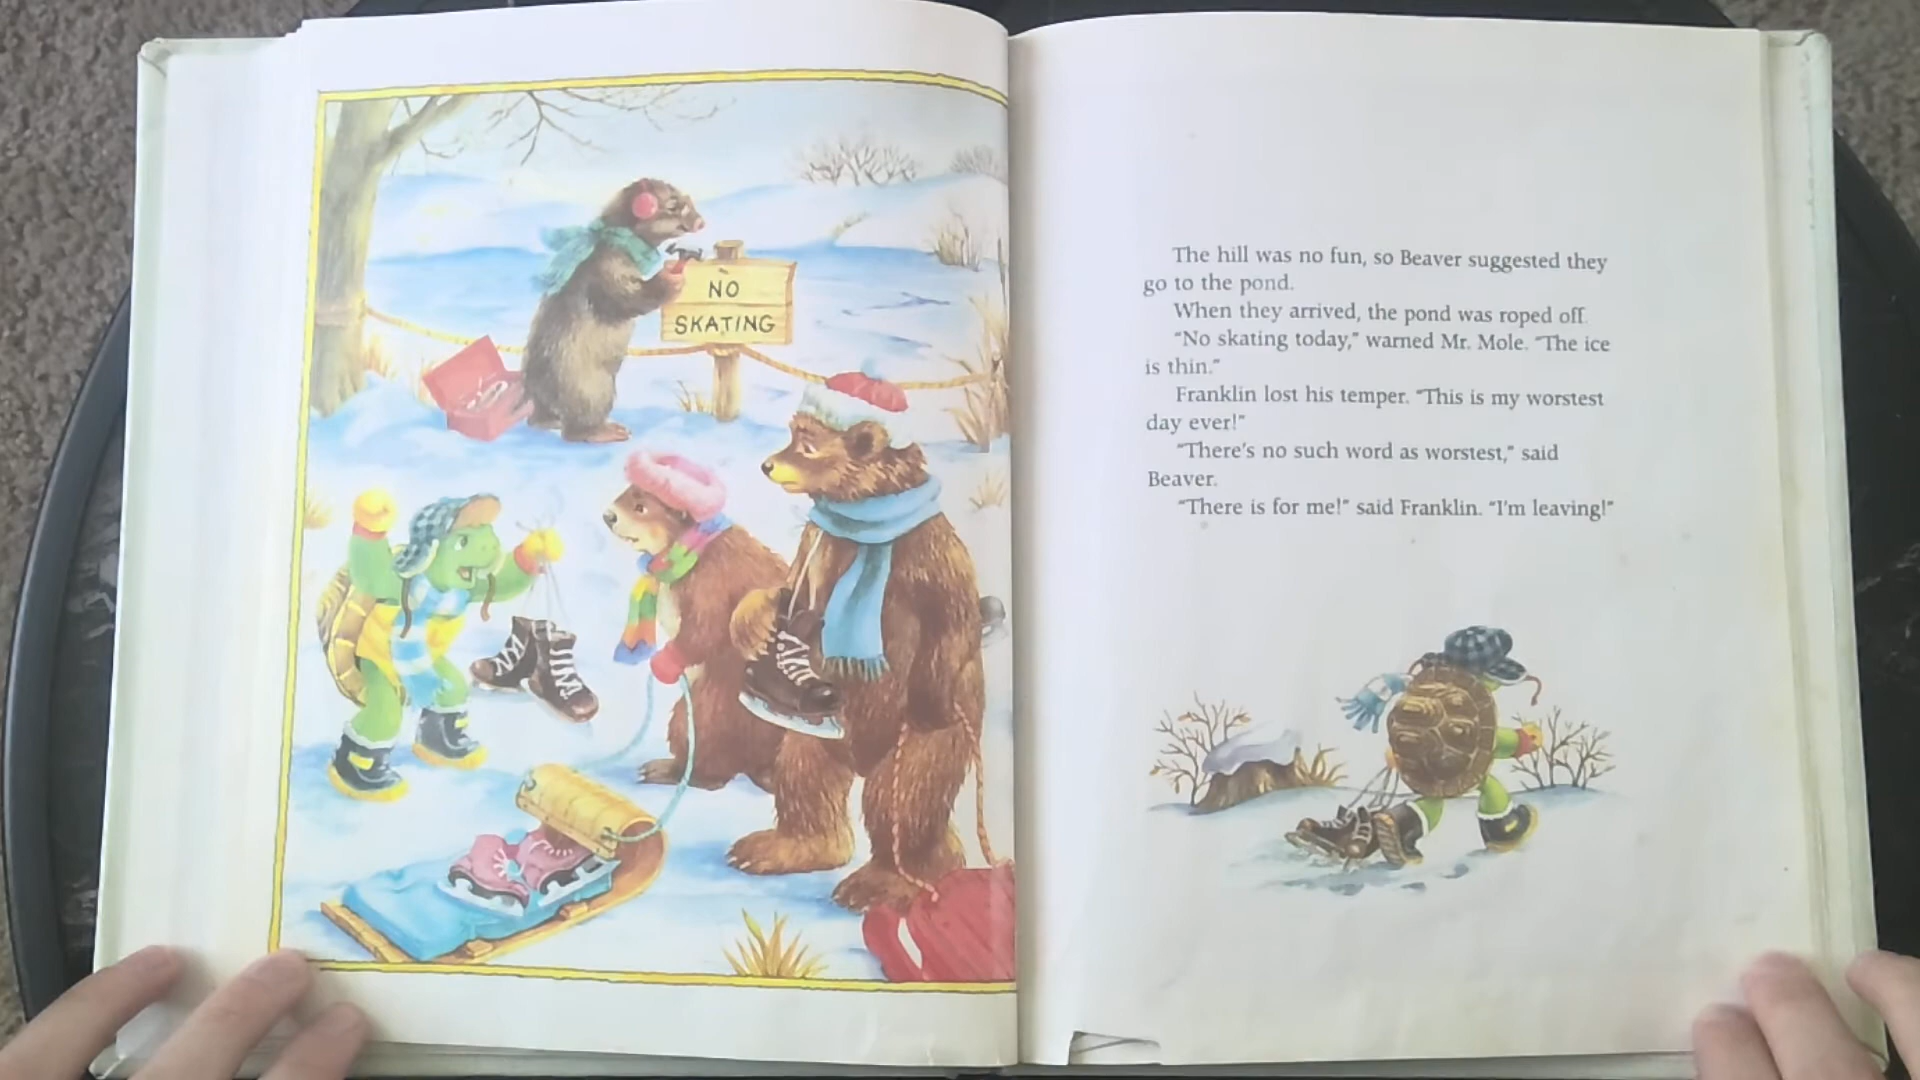 NO
SKATING
The hill was no fun, so Beaver suggested they
go to the pond.
When they arrived, the pond was roped off.
"No skating today," warned Mr. Mole. "The ice
is thin."
Franklin lost his temper. "This is my worstest
day ever!"
"There's no such word as worstest," said
Beaver.
"There is for me!" said Franklin. "I'm leaving!"